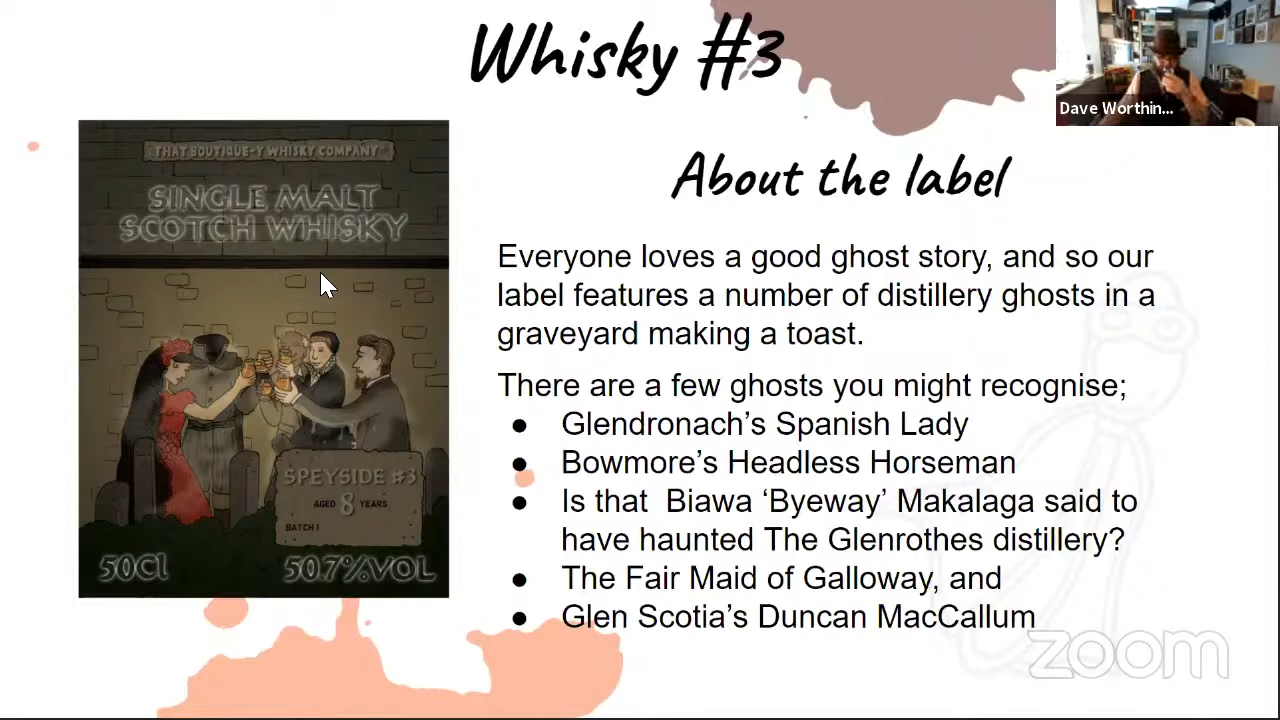 Whisky #3
Dave Worthin...
THAT BOUTIQUE-Y WHISKY COMPANY
SINGLE MALT
SCOTCH WHISKY
SPEYSIDE #3
AGED 8 YEARS
BATCH 1
50Cl
50.7%VOL
About the label
Everyone loves a good ghost story, and so our
label features a number of distillery ghosts in a
graveyard making a toast.
There are a few ghosts you might recognise;
● Glendronach’s Spanish Lady
● Bowmore’s Headless Horseman
● Is that Biawa ‘Byeway’ Makalaga said to
have haunted The Glenrothes distillery?
● The Fair Maid of Galloway, and
● Glen Scotia’s Duncan MacCallum
zoom